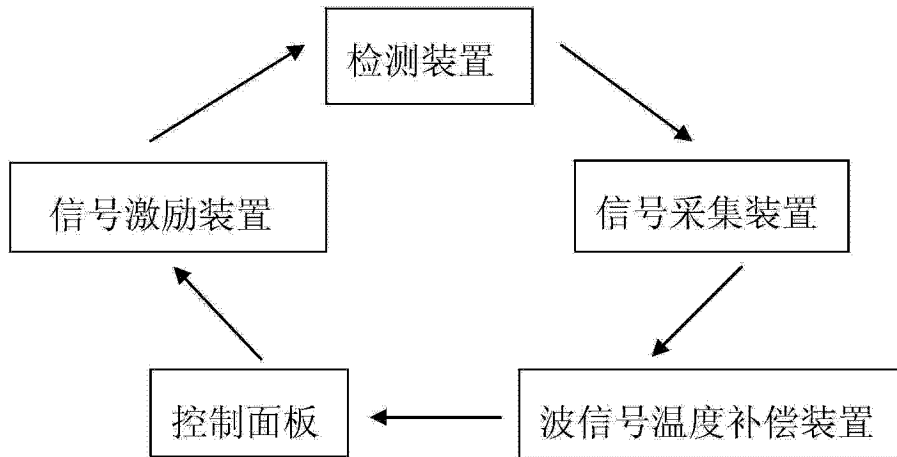 检测装置
信号激励装置
信号采集装置
控制面板
波信号温度补偿装置